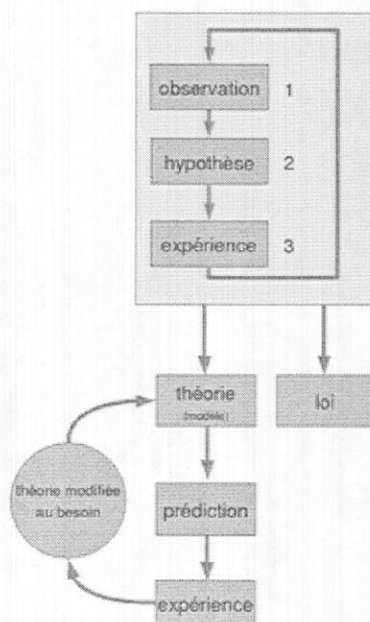 observation 1
hypothèse 2
expérience 3
théorie
(modèle)
loi
théorie modifiée
au besoin
prédiction
expérience